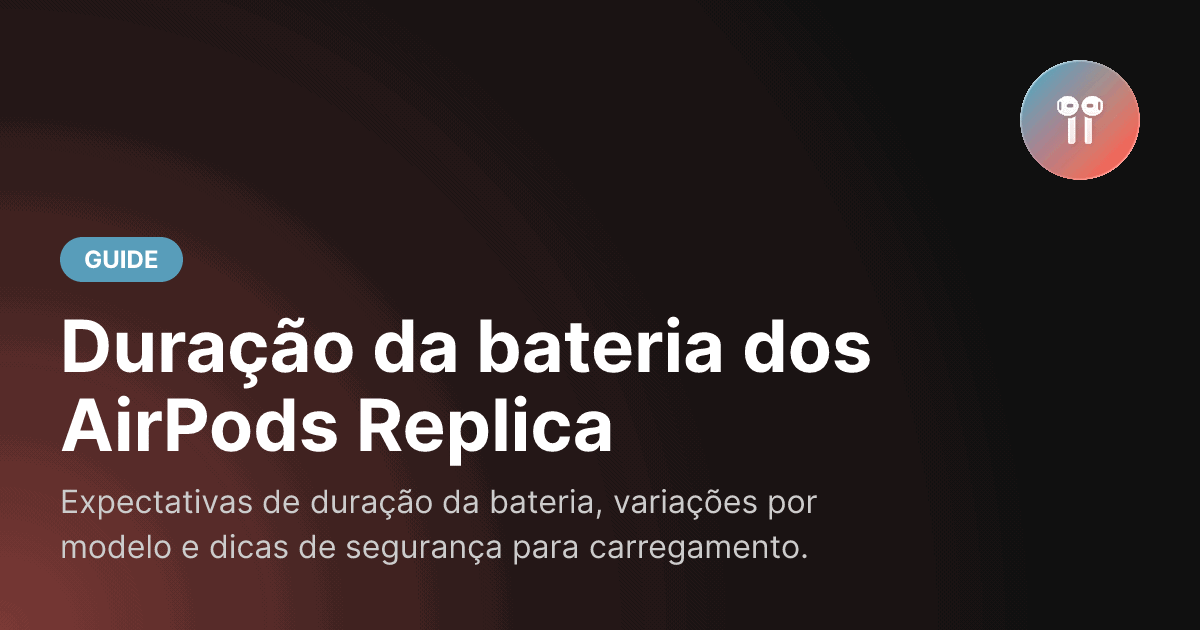 GUIDE
Duração da bateria dos
AirPods Replica
Expectativas de duração da bateria, variações por
modelo e dicas de segurança para carregamento.